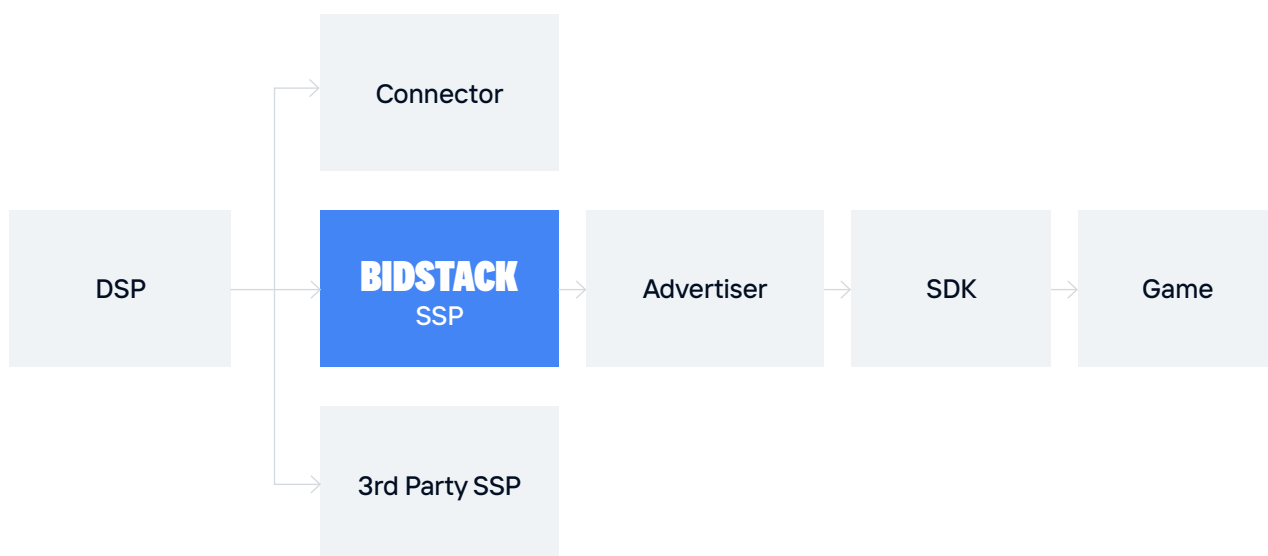 Connector
DSP
BIDSTACK
SSP
Advertiser
SDK
Game
3rd Party SSP